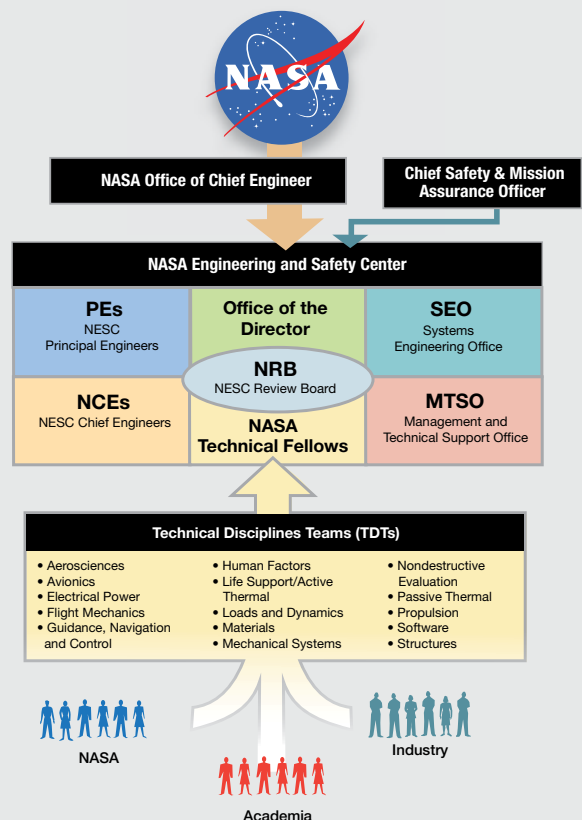 NASA
NASA Office of Chief Engineer
Chief Safety & Mission
Assurance Officer
NASA Engineering and Safety Center
PEs
NESC
Principal Engineers
Office of the
Director
SEO
Systems
Engineering Office
NRB
NESC Review Board
NCEs
NESC Chief Engineers
NASA
Technical Fellows
MTSO
Management and
Technical Support Office
Technical Disciplines Teams (TDTs)
• Aerosciences
• Avionics
• Electrical Power
• Flight Mechanics
• Guidance, Navigation
and Control
• Human Factors
• Life Support/Active
Thermal
• Loads and Dynamics
• Materials
• Mechanical Systems
• Nondestructive
Evaluation
• Passive Thermal
• Propulsion
• Software
• Structures
NASA
Industry
Academia